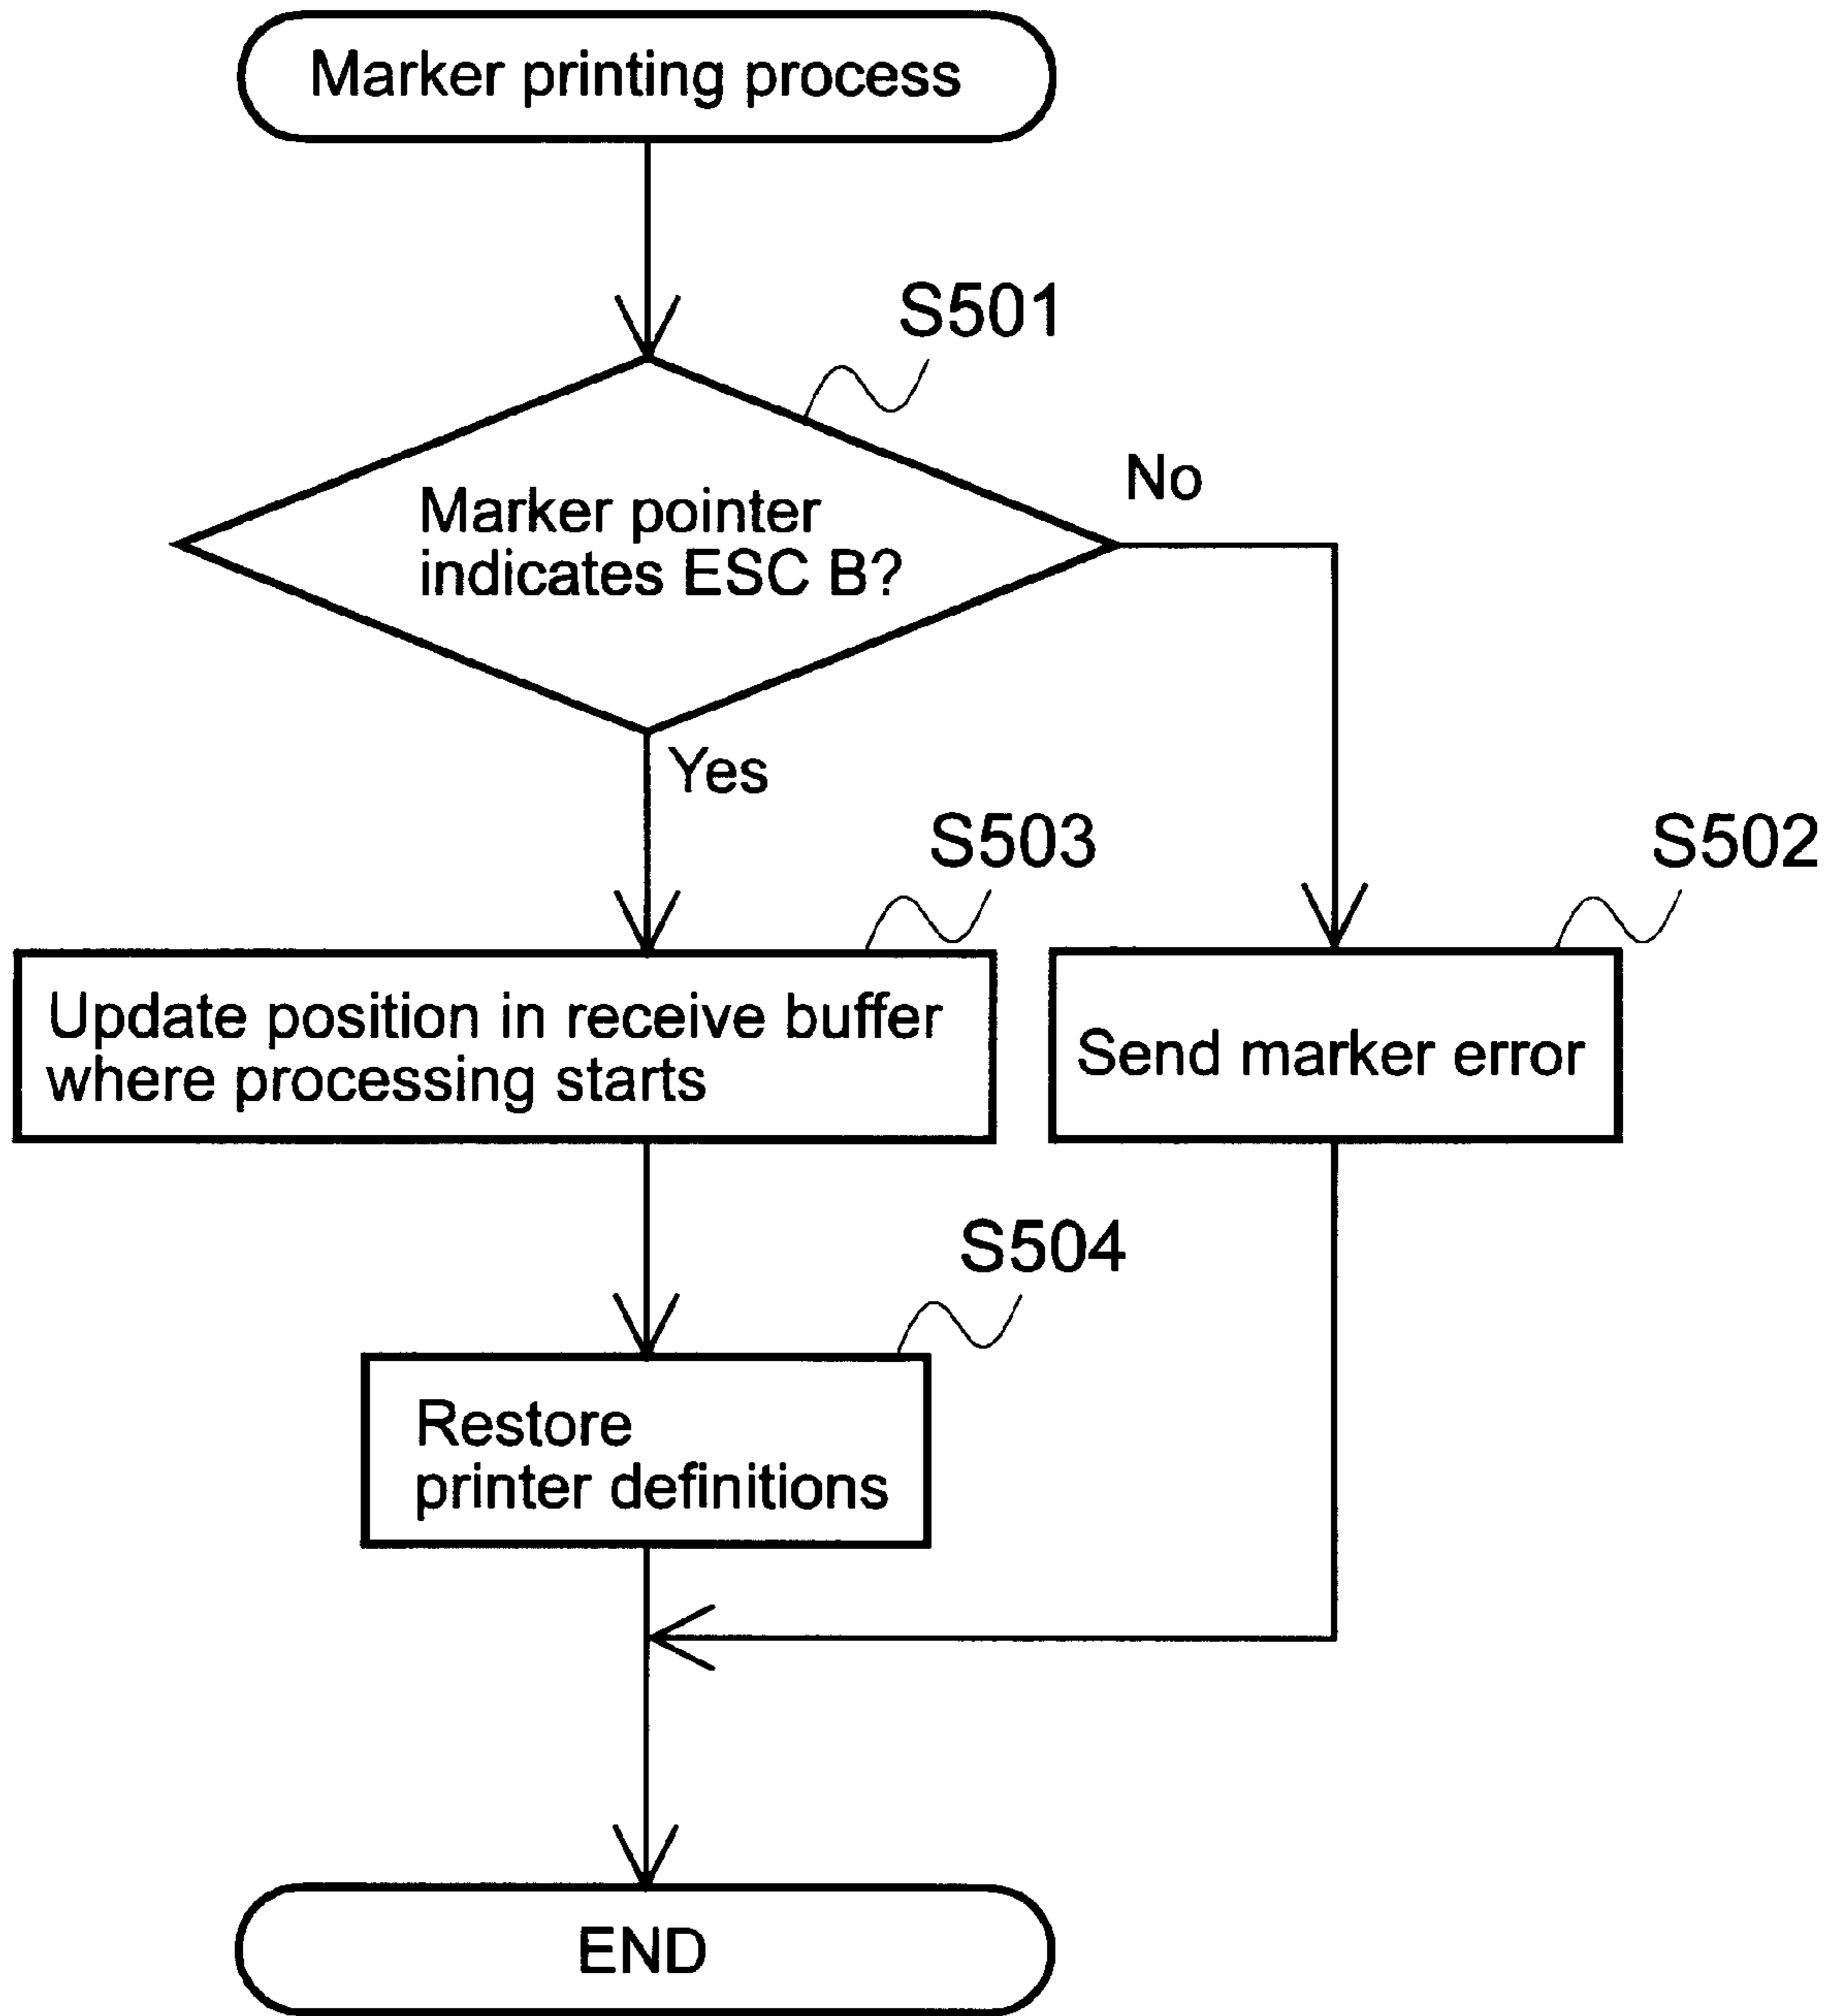 Marker printing process
S501
Marker pointer
indicates ESC B?
No
Yes
S503
S502
Update position in receive buffer
where processing starts
Send marker error
S504
Restore
printer definitions
END